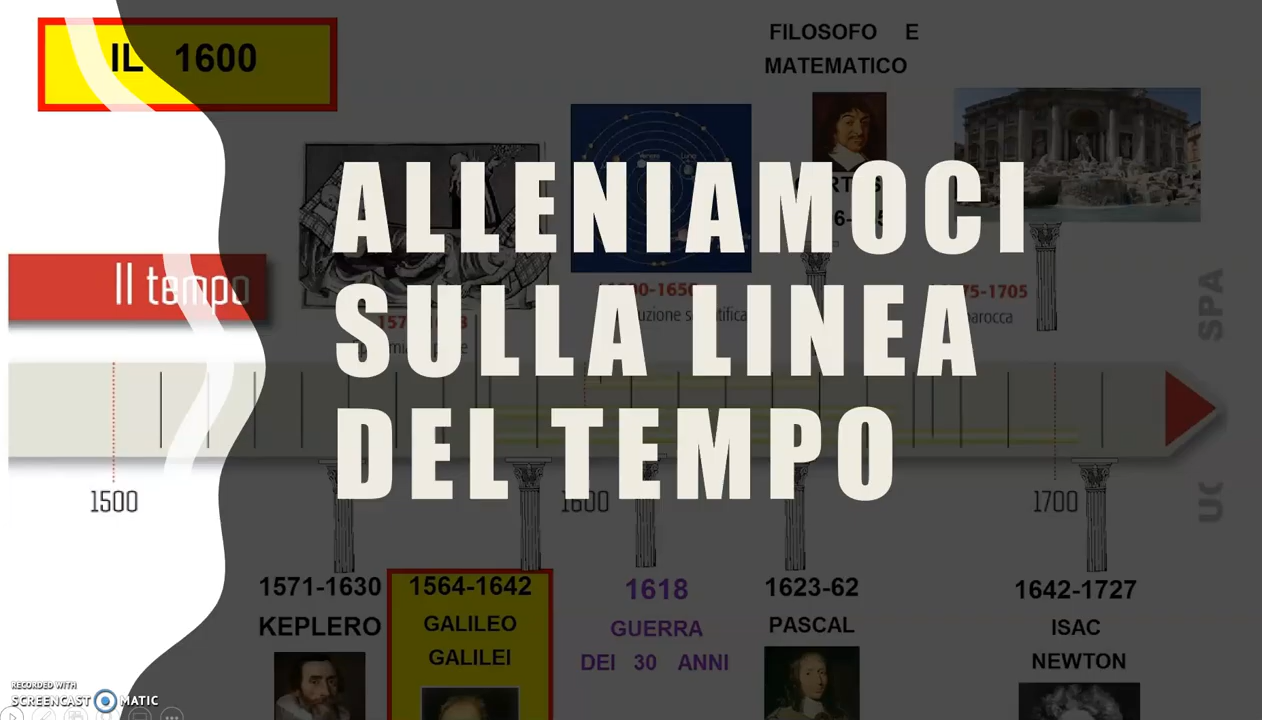 IL 1600
FILOSOFO E
MATEMATICO
ALLENIAMOCI
SULLA LINEA
DEL TEMPO
Il tempo
SPA
1500
1600
1700
1571-1630
KEPLERO
1564-1642
GALILEO
GALILEI
1618
GUERRA
DEI 30 ANNI
1623-62
PASCAL
1642-1727
ISAC
NEWTON
RECORDED WITH
SCREENCAST MATIC